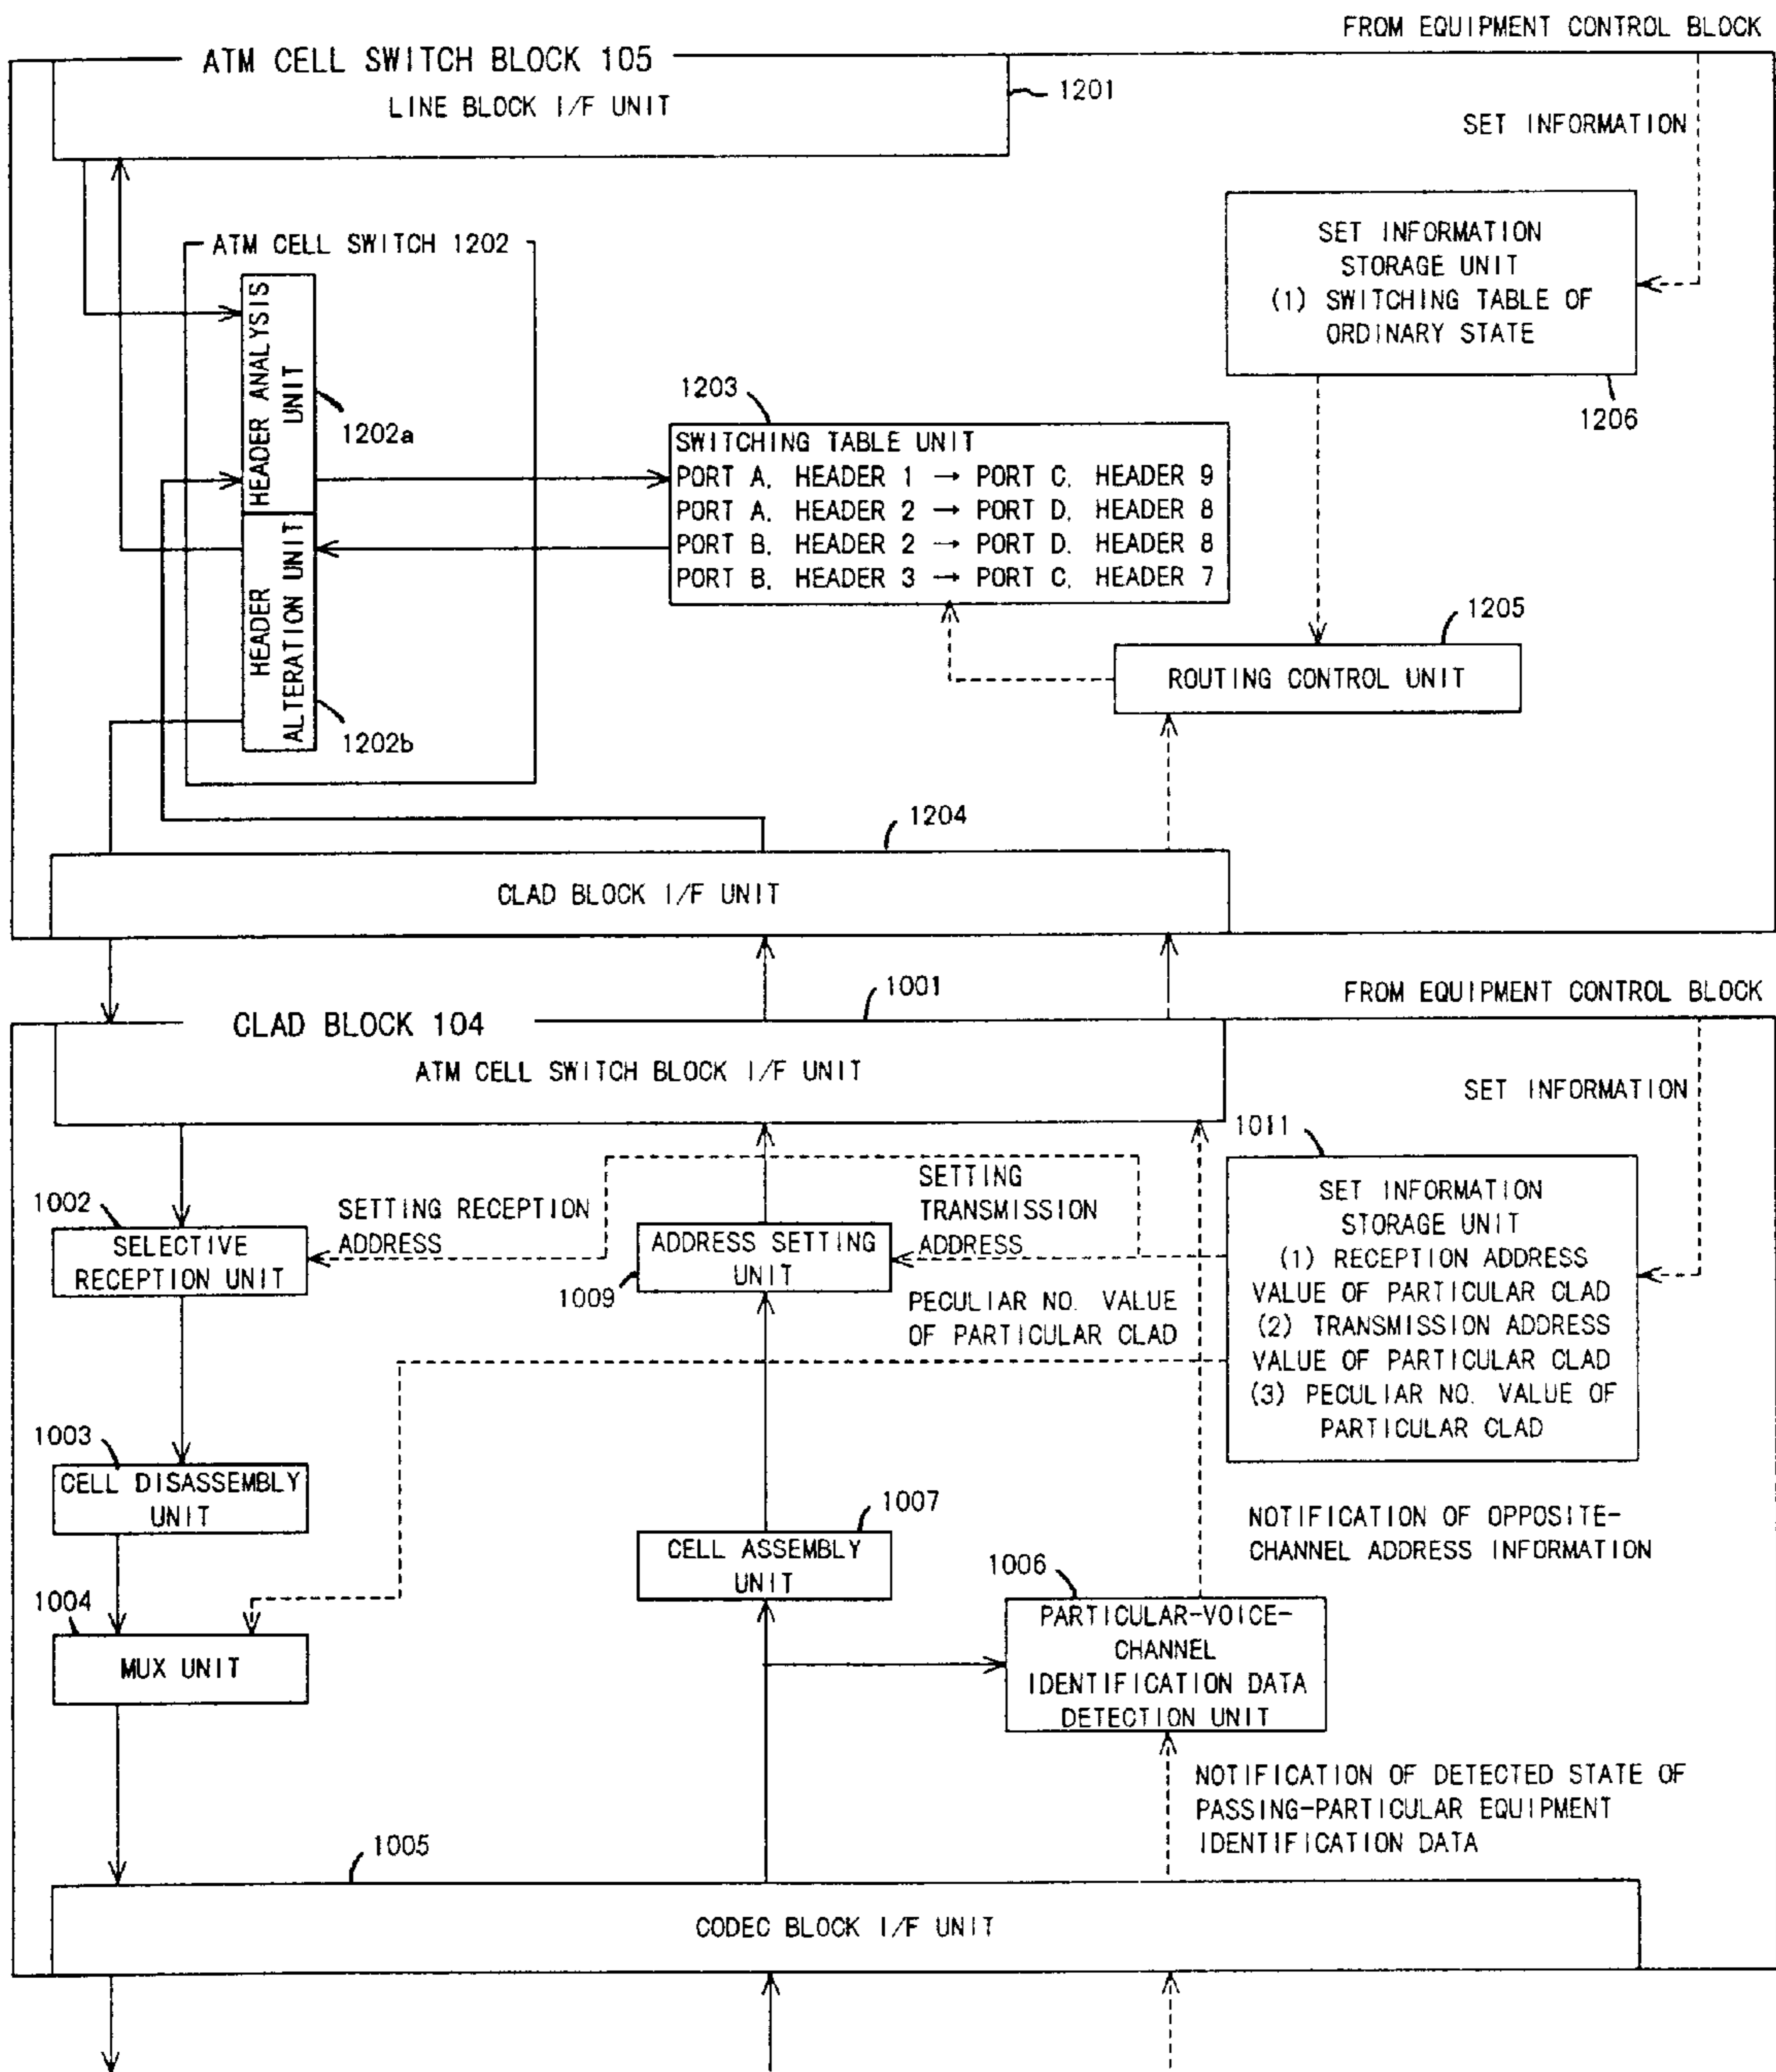 FROM EQUIPMENT CONTROL BLOCK
ATM CELL SWITCH BLOCK 105
LINE BLOCK I/F UNIT
1201
SET INFORMATION
ATM CELL SWITCH 1202
HEADER ANALYSIS
UNIT
1202a
HEADER
ALTERATION UNIT
1202b
SET INFORMATION
STORAGE UNIT
(1) SWITCHING TABLE OF
ORDINARY STATE
1206
1203
SWITCHING TABLE UNIT
PORT A. HEADER 1 → PORT C. HEADER 9
PORT A. HEADER 2 → PORT D. HEADER 8
PORT B. HEADER 2 → PORT D. HEADER 8
PORT B. HEADER 3 → PORT C. HEADER 7
1205
ROUTING CONTROL UNIT
1204
CLAD BLOCK I/F UNIT
1001
FROM EQUIPMENT CONTROL BLOCK
CLAD BLOCK 104
ATM CELL SWITCH BLOCK I/F UNIT
SET INFORMATION
1011
SET INFORMATION
STORAGE UNIT
(1) RECEPTION ADDRESS
VALUE OF PARTICULAR CLAD
(2) TRANSMISSION ADDRESS
VALUE OF PARTICULAR CLAD
(3) PECULIAR NO. VALUE OF
PARTICULAR CLAD
1002
SELECTIVE
RECEPTION UNIT
SETTING RECEPTION
ADDRESS
ADDRESS SETTING
UNIT
1009
SETTING
TRANSMISSION
ADDRESS
PECULIAR NO. VALUE
OF PARTICULAR CLAD
1003
CELL DISASSEMBLY
UNIT
1007
CELL ASSEMBLY
UNIT
NOTIFICATION OF OPPOSITE-
CHANNEL ADDRESS INFORMATION
1004
MUX UNIT
1006
PARTICULAR-VOICE-
CHANNEL
IDENTIFICATION DATA
DETECTION UNIT
NOTIFICATION OF DETECTED STATE OF
PASSING-PARTICULAR EQUIPMENT
IDENTIFICATION DATA
1005
CODEC BLOCK I/F UNIT